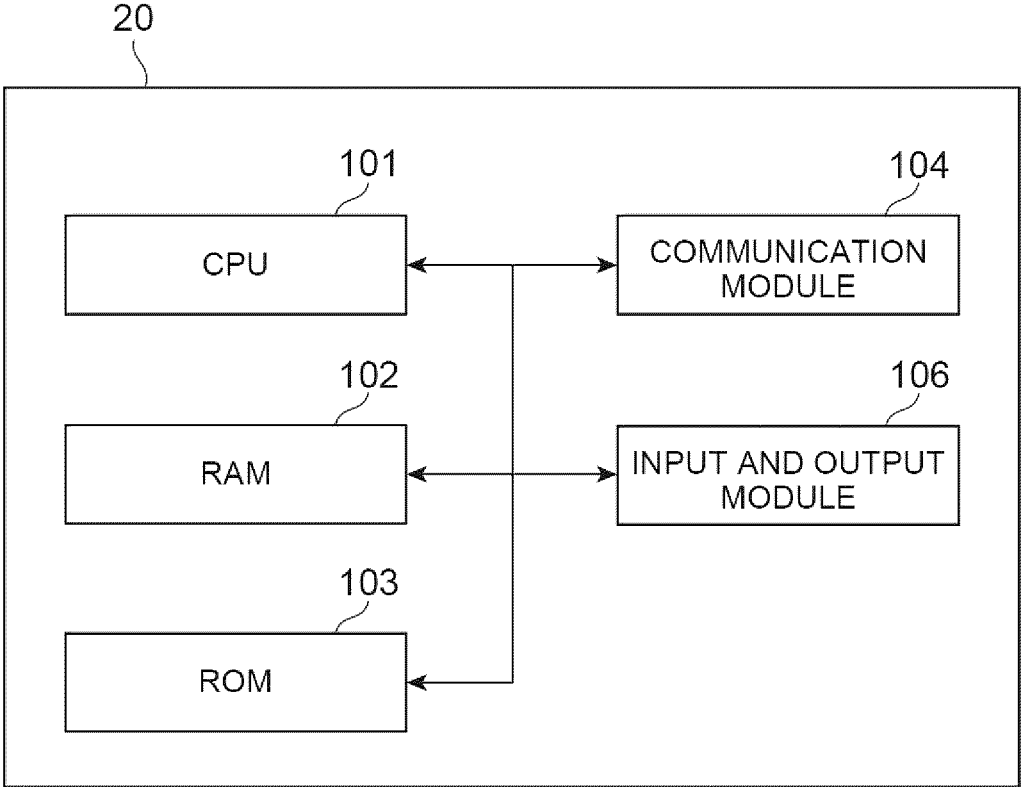 20
101
CPU
104
COMMUNICATION
MODULE
102
RAM
106
INPUT AND OUTPUT
MODULE
103
ROM